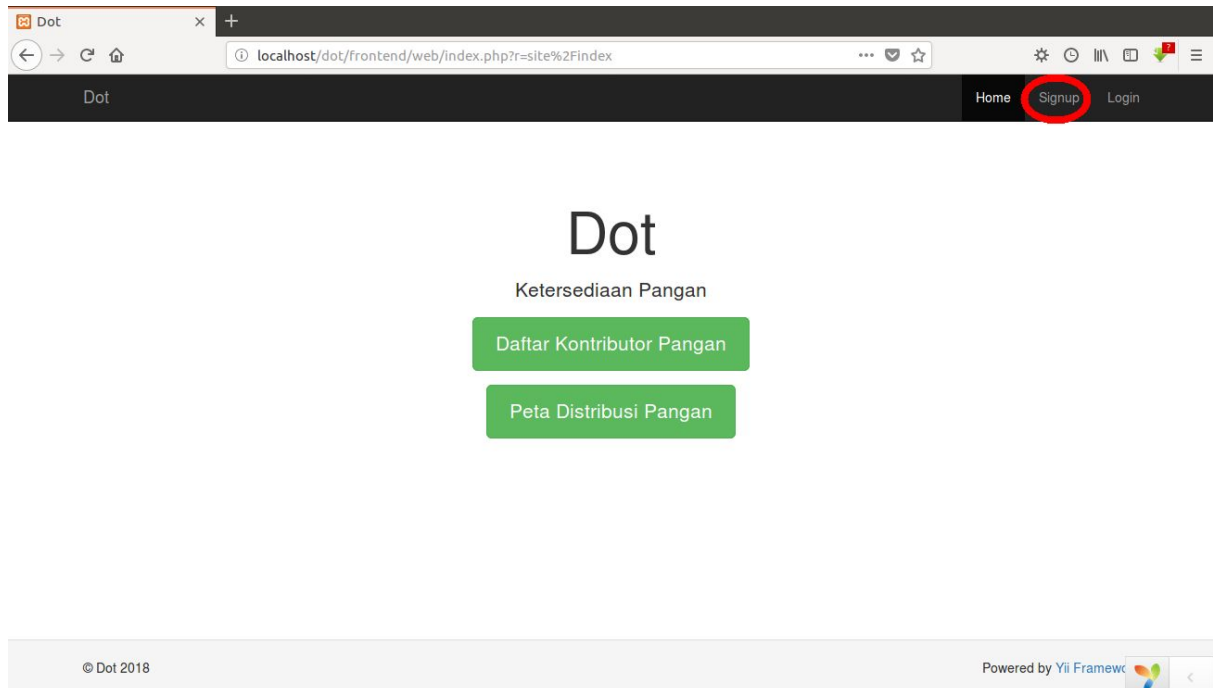 Dot
localhost/dot/frontend/web/index.php?r=site%2Findex
Dot
Home Signup Login
Dot
Ketersediaan Pangan
Daftar Kontributor Pangan
Peta Distribusi Pangan
© Dot 2018
Powered by Yii